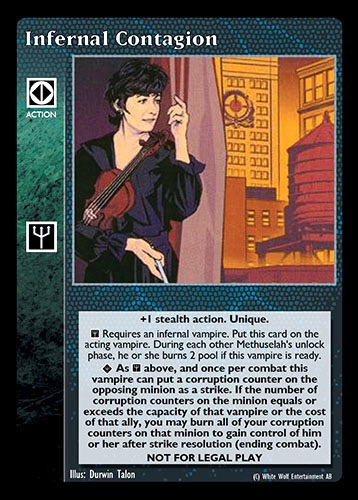 Infernal Contagion
ACTION
+1 stealth action. Unique.
Requires an infernal vampire. Put this card on the
acting vampire. During each other Methuselah's unlock
phase, he or she burns 2 pool if this vampire is ready.
As above, and once per combat this
vampire can put a corruption counter on the
opposing minion as a strike. If the number of
corruption counters on the minion equals or
exceeds the capacity of that vampire or the cost
of that ally, you may burn all of your corruption
counters on that minion to gain control of him
or her after strike resolution (ending combat).
NOT FOR LEGAL PLAY
Illus: Durwin Talon
(C) White Wolf Entertainment AB